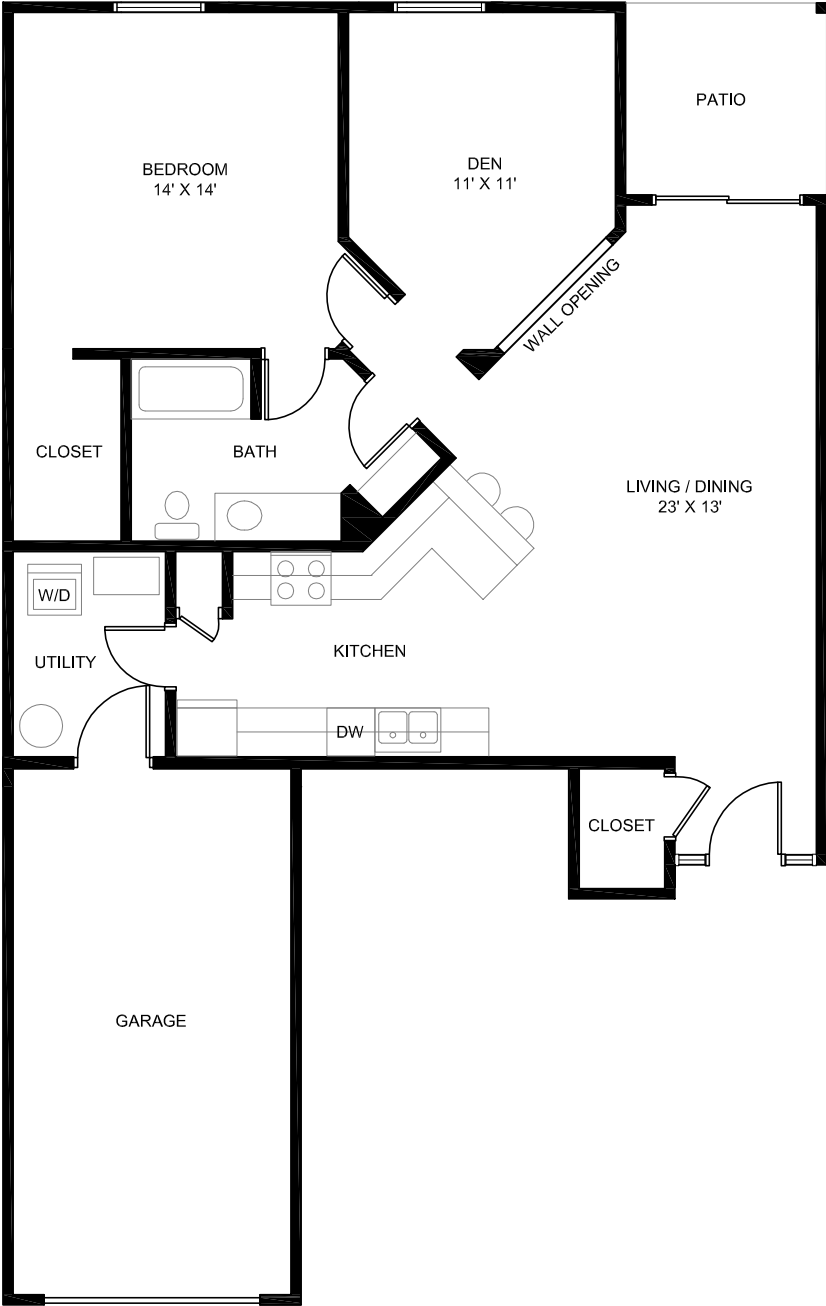 PATIO
BEDROOM
14' X 14'
DEN
11' X 11'
WALL OPENING
CLOSET
BATH
LIVING / DINING
23' X 13'
W/D
UTILITY
KITCHEN
DW
CLOSET
GARAGE